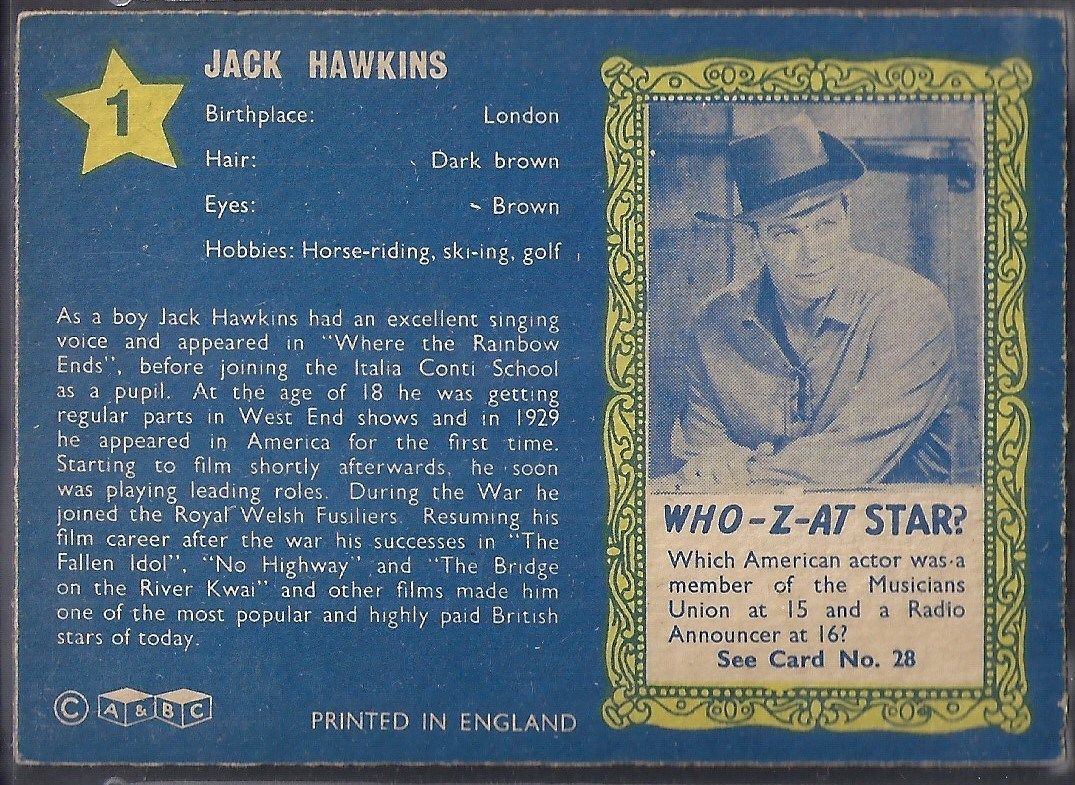 1
JACK HAWKINS
Birthplace: London
Hair: Dark brown
Eyes: Brown
Hobbies: Horse-riding, ski-ing, golf
As a boy Jack Hawkins had an excellent singing
voice and appeared in "Where the Rainbow
Ends", before joining the Italia Conti School
as a pupil. At the age of 18 he was getting
regular parts in West End shows and in 1929
he appeared in America for the first time.
Starting to film shortly afterwards, he soon
was playing leading roles. During the War he
joined the Royal Welsh Fusiliers. Resuming his
film career after the war his successes in "The
Fallen Idol", "No Highway" and "The Bridge
on the River Kwai" and other films made him
one of the most popular and highly paid British
stars of today.
© A & B C
PRINTED IN ENGLAND
WHO-Z-AT STAR?
Which American actor was a
member of the Musicians
Union at 15 and a Radio
Announcer at 16?
See Card No. 28